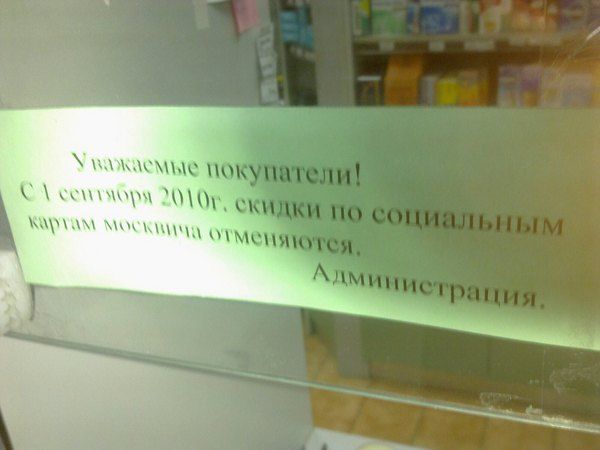 Уважаемые покупатели!
С 1 сентября 2010г. скидки по социальным
картам москвича отменяются.
Администрация.